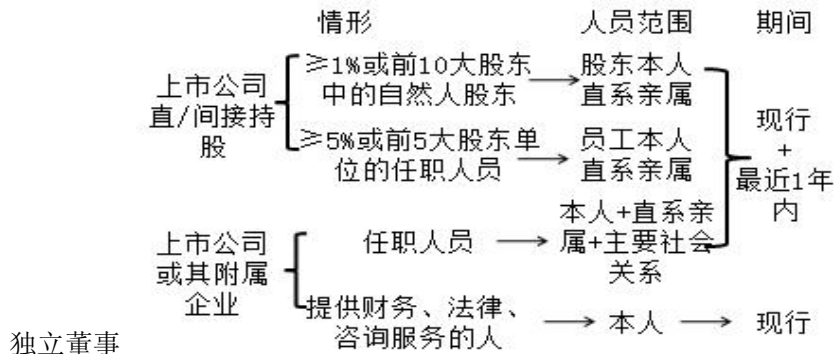 情形 人员范围 期间
上市公司
直/间接持
股
≥1%或前10大股东
中的自然人股东
股东本人
直系亲属
≥5%或前5大股东单
位的任职人员
员工本人
直系亲属
现行
+
最近1年
内
上市公司
或其附属
企业
任职人员
本人+直系亲
属+主要社会
关系
提供财务、法律、
咨询服务的人
本人
现行
独立董事